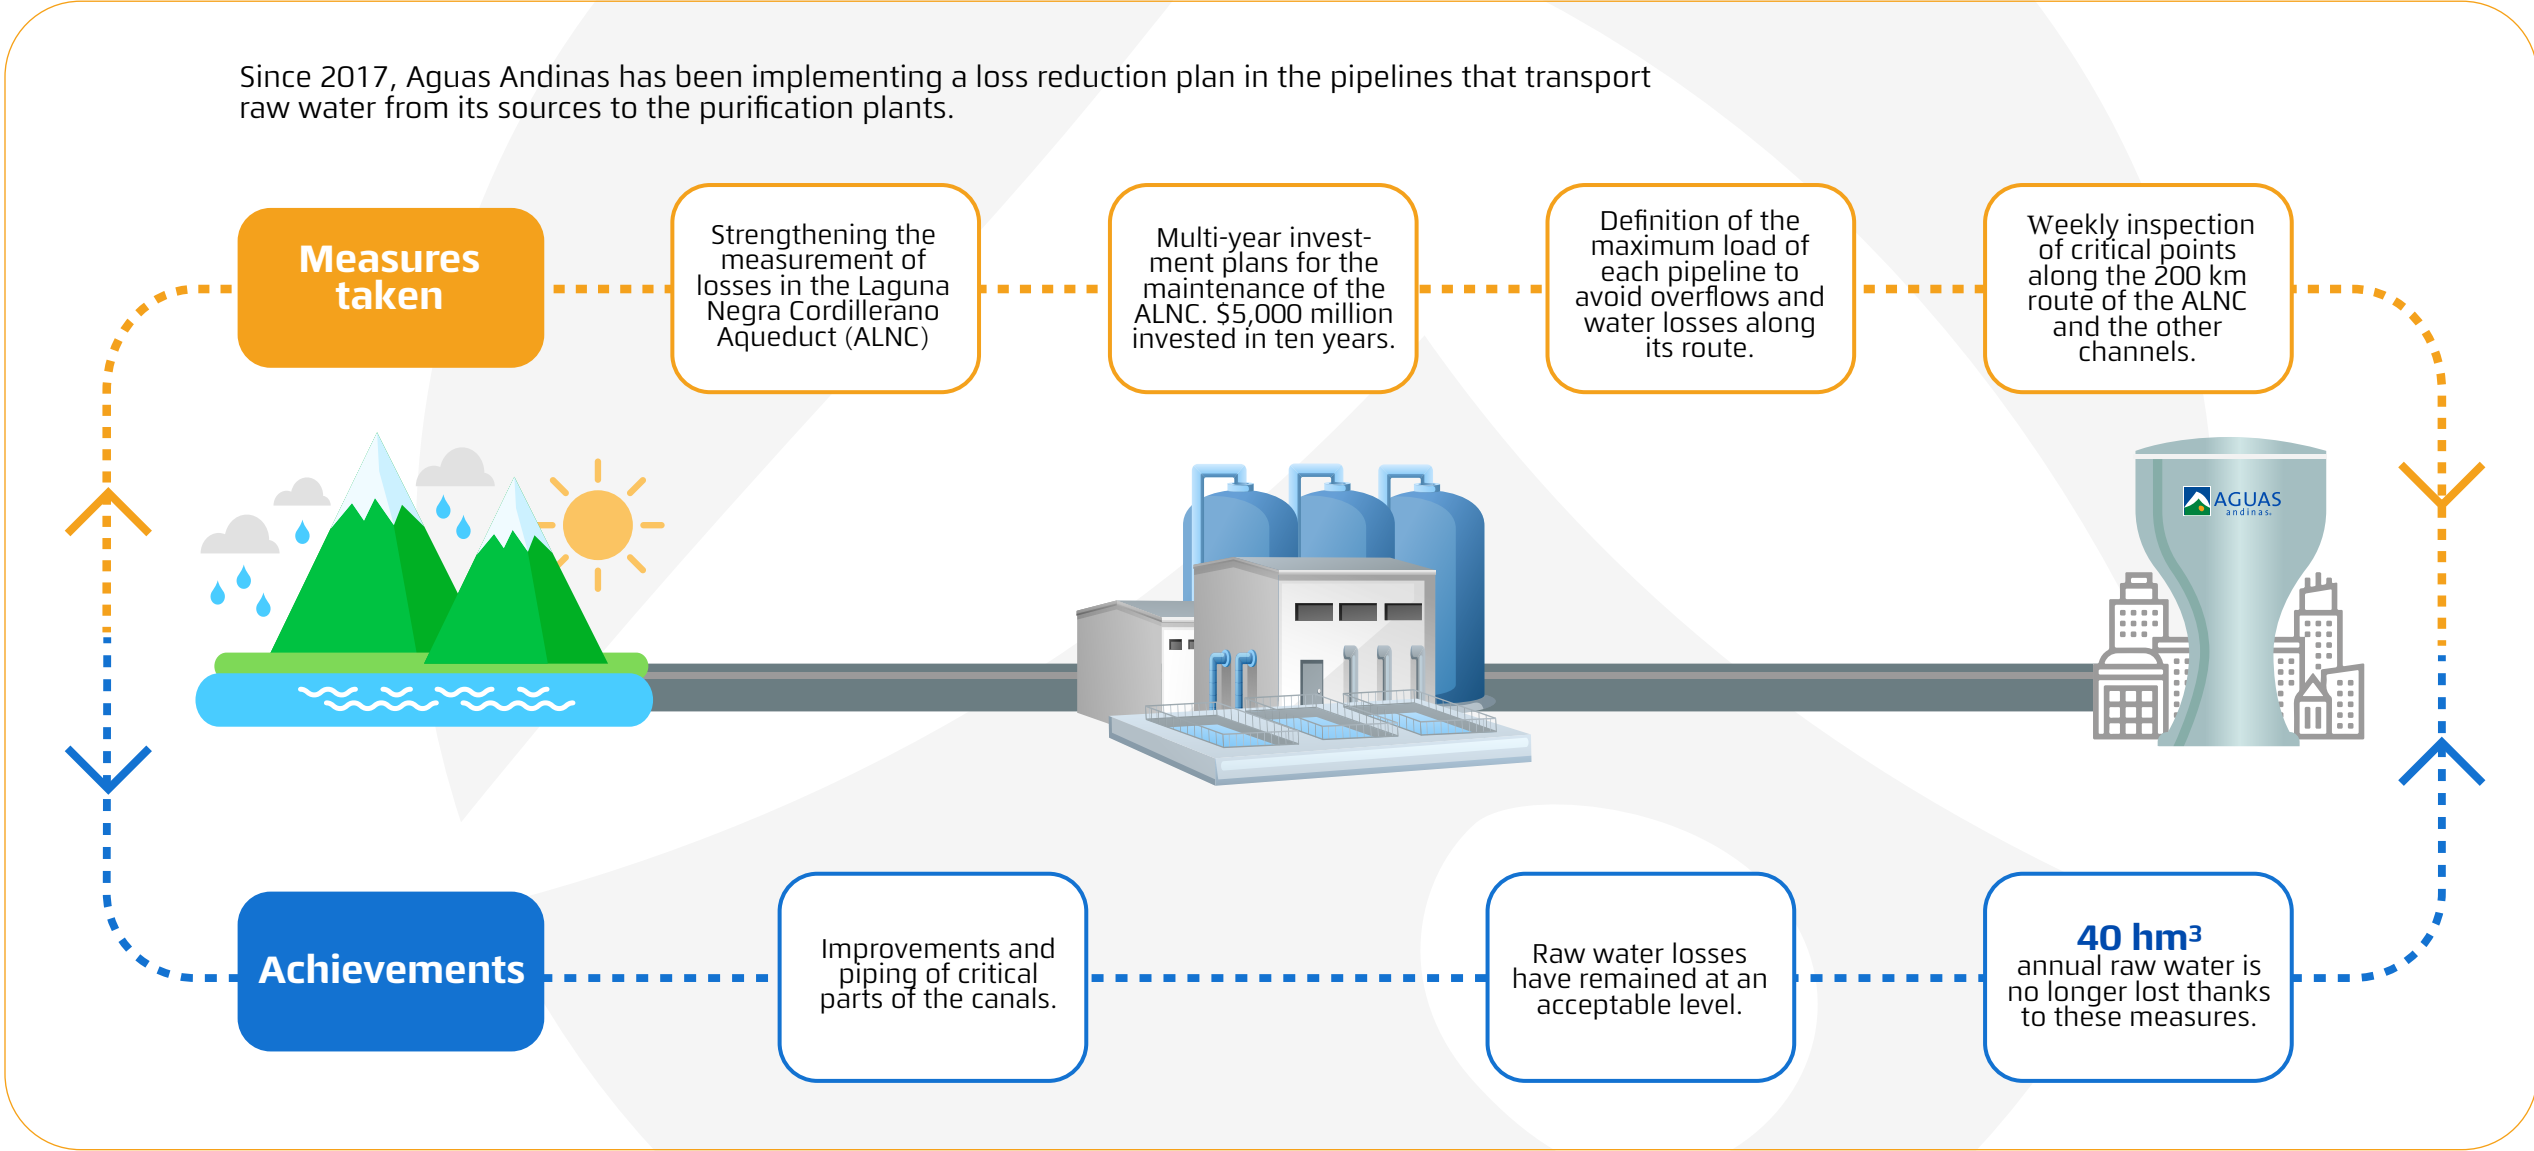 Since 2017, Aguas Andinas has been implementing a loss reduction plan in the pipelines that transport
raw water from its sources to the purification plants.
Measures
taken
Strengthening the
measurement of
losses in the Laguna
Negra Cordillerano
Aqueduct (ALNC)
Multi-year invest-
ment plans for the
maintenance of the
ALNC. $5,000 million
invested in ten years.
Definition of the
maximum load of
each pipeline to
avoid overflows and
water losses along
its route.
Weekly inspection
of critical points
along the 200 km
route of the ALNC
and the other
channels.
AGUAS
andinas
Achievements
Improvements and
piping of critical
parts of the canals.
Raw water losses
have remained at an
acceptable level.
40 hm³
annual raw water is
no longer lost thanks
to these measures.